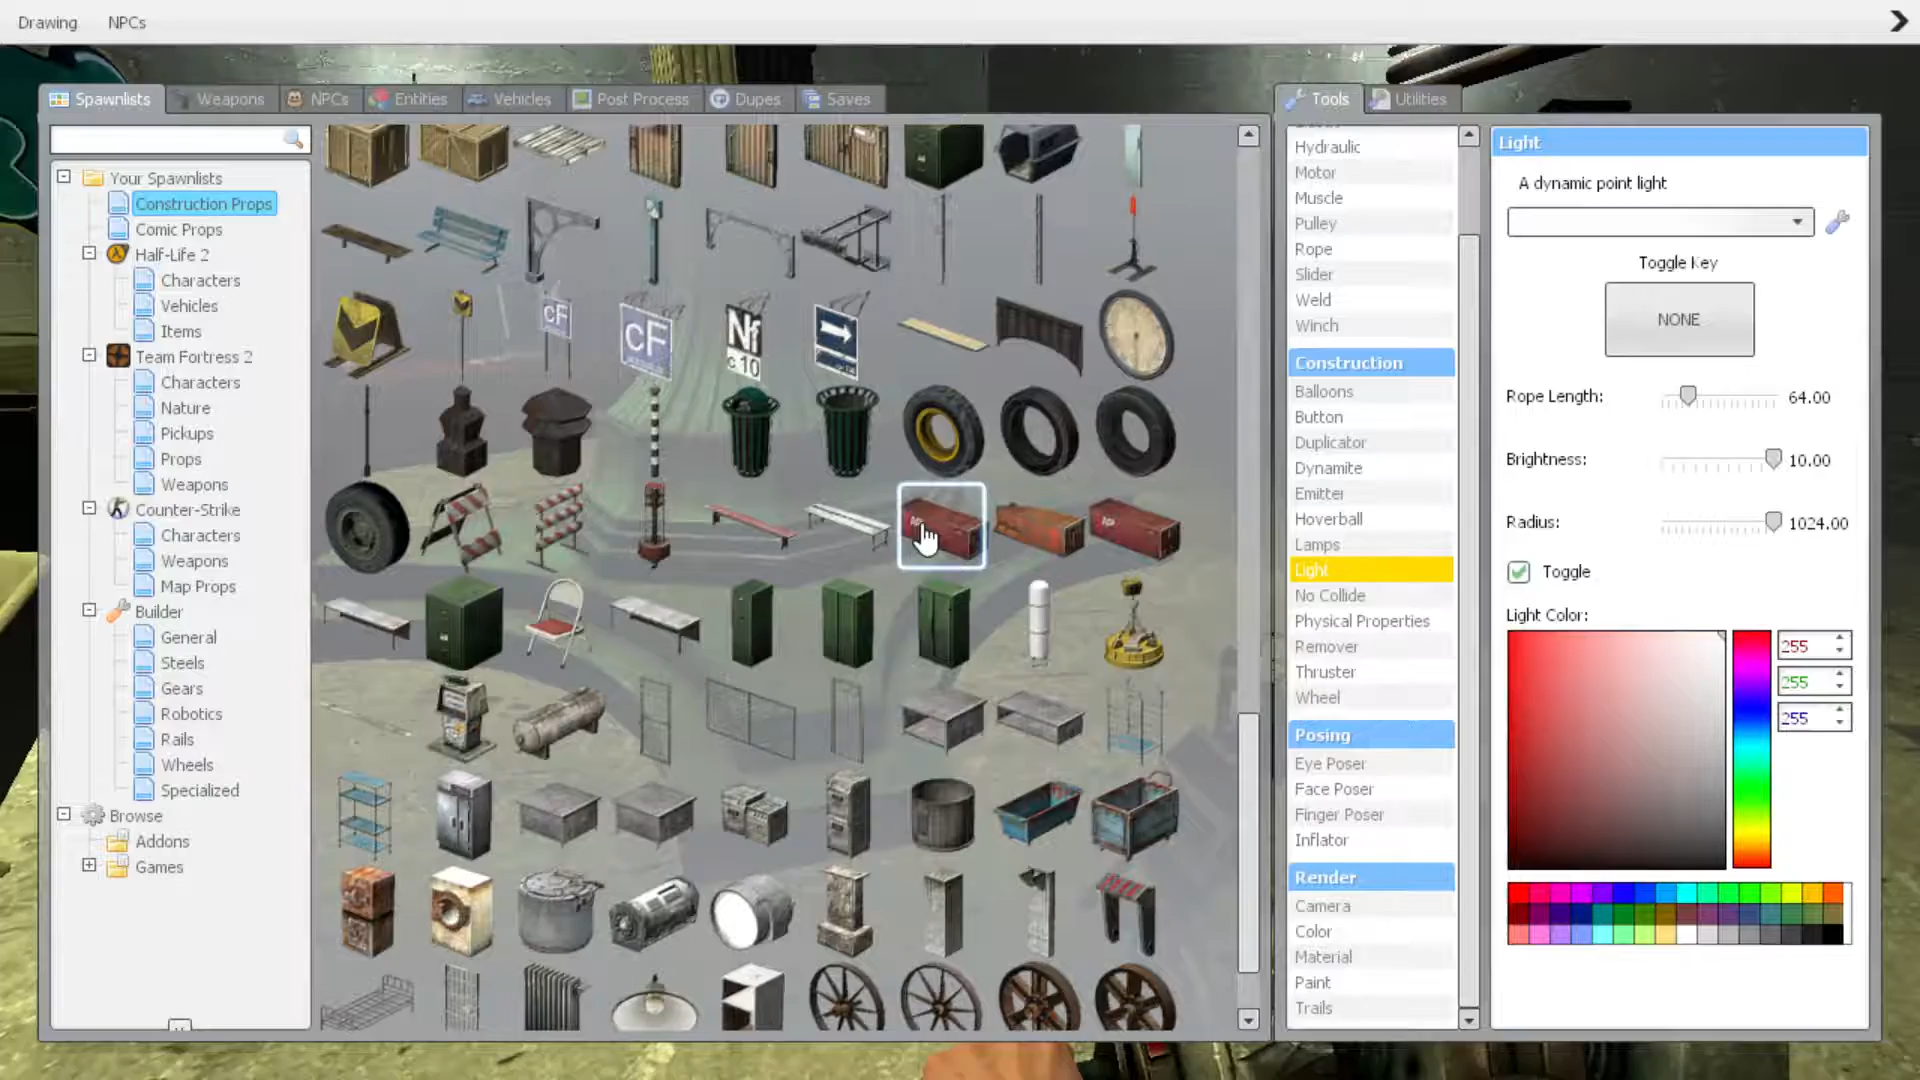 Drawing NPCs
Spawnlists Weapons NPCs Entities Vehicles Post Process Dupes Saves
Your Spawnlists
Construction Props
Comic Props
Half-Life 2
Characters
Vehicles
Items
Team Fortress 2
Characters
Nature
Pickups
Props
Weapons
Counter-Strike
Characters
Weapons
Map Props
Builder
General
Steels
Gears
Robotics
Rails
Wheels
Specialized
Browse
Addons
Games
cF
cF
Nf
c 10
Tools Utilities
Hydraulic
Motor
Muscle
Pulley
Rope
Slider
Weld
Winch
Construction
Balloons
Button
Duplicator
Dynamite
Emitter
Hoverball
Lamps
Light
No Collide
Physical Properties
Remover
Thruster
Wheel
Posing
Eye Poser
Face Poser
Finger Poser
Inflator
Render
Camera
Color
Material
Paint
Trails
Light
A dynamic point light
Toggle Key
NONE
Rope Length: 64.00
Brightness: 10.00
Radius: 1024.00
Toggle
Light Color:
255
255
255